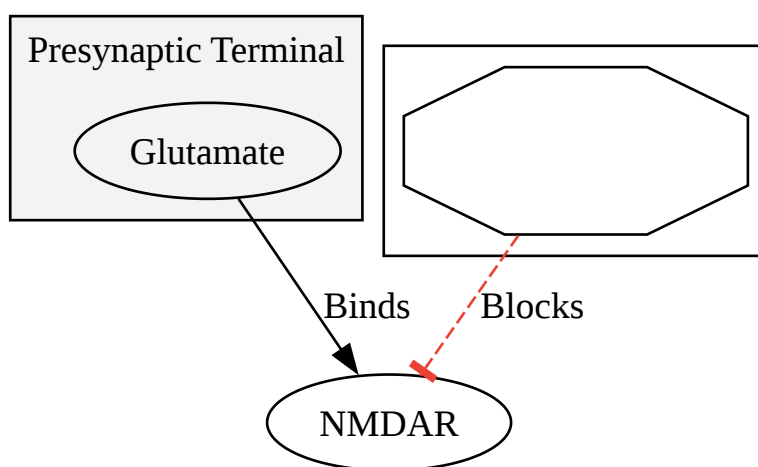 Presynaptic Terminal
Glutamate
Binds
Blocks
NMDAR